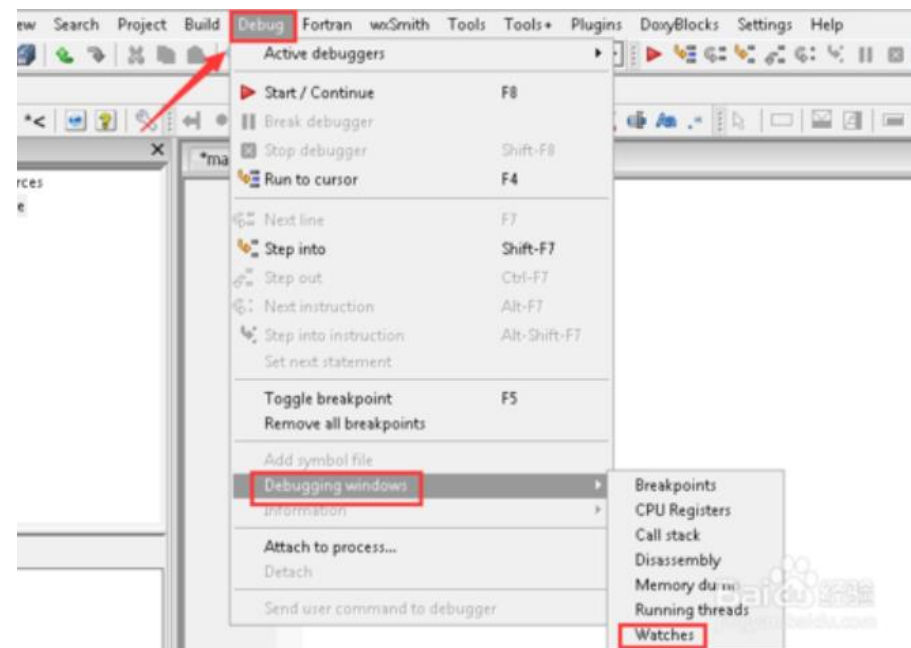 ew Search Project Build Debug Fortran wxSmith Tools Tools+ Plugins DoxyBlocks Settings Help
*<
*ma
rces
e
Active debuggers
Start / Continue F8
Break debugger
Stop debugger Shift-F8
Run to cursor F4
Next line F7
Step into Shift-F7
Step out Ctrl-F7
Next instruction Alt-F7
Step into instruction Alt-Shift-F7
Set next statement
Toggle breakpoint F5
Remove all breakpoints
Add symbol file
Debugging windows
Information
Attach to process...
Detach
Send user command to debugger
Breakpoints
CPU Registers
Call stack
Disassembly
Memory dump
Running threads
Watches
Baidu 经验